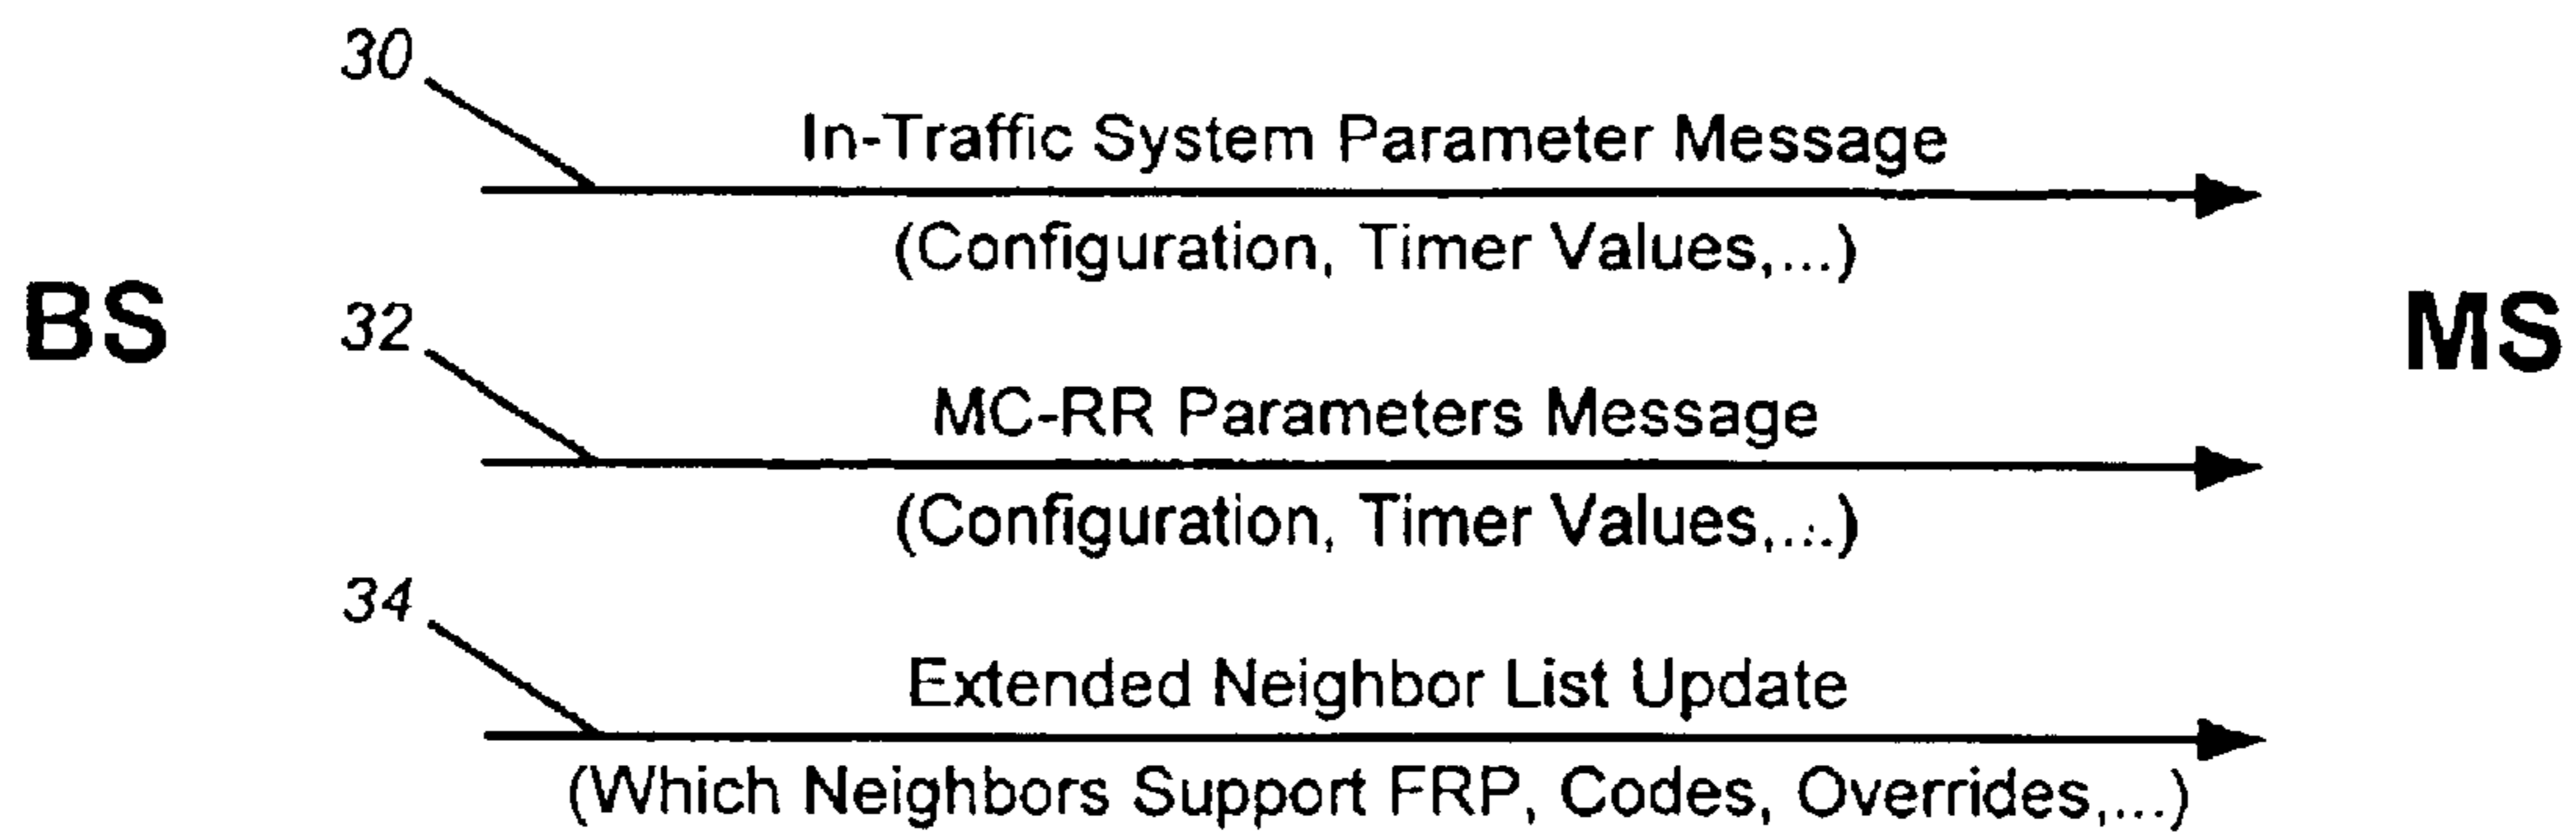 30
In-Traffic System Parameter Message
(Configuration, Timer Values,...)
BS
MS
32
MC-RR Parameters Message
(Configuration, Timer Values,...)
34
Extended Neighbor List Update
(Which Neighbors Support FRP, Codes, Overrides,...)